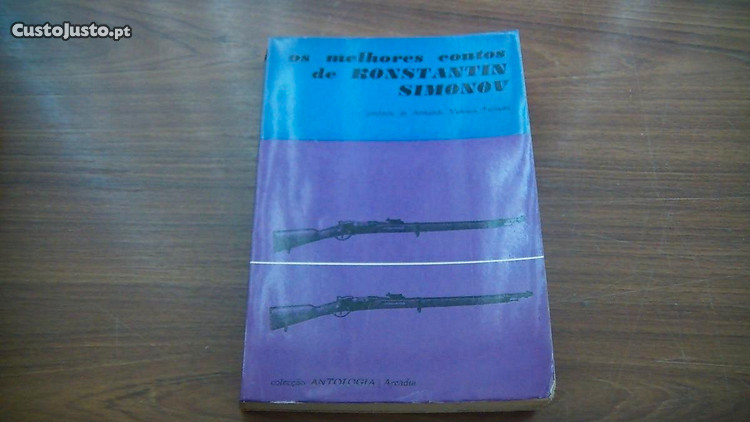 CustoJusto.pt
os melhores contos
de KONSTANTIN
SIMONOV
colecção ANTOLOGIA / Arcádia